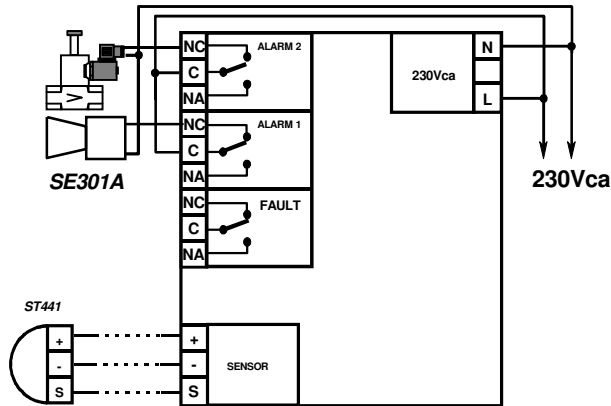 NC
C
NA
ALARM 2
NC
C
NA
ALARM 1
NC
C
NA
FAULT
230Vca
N
L
230Vca
SE301A
ST441
+
-
S
+
-
S
SENSOR